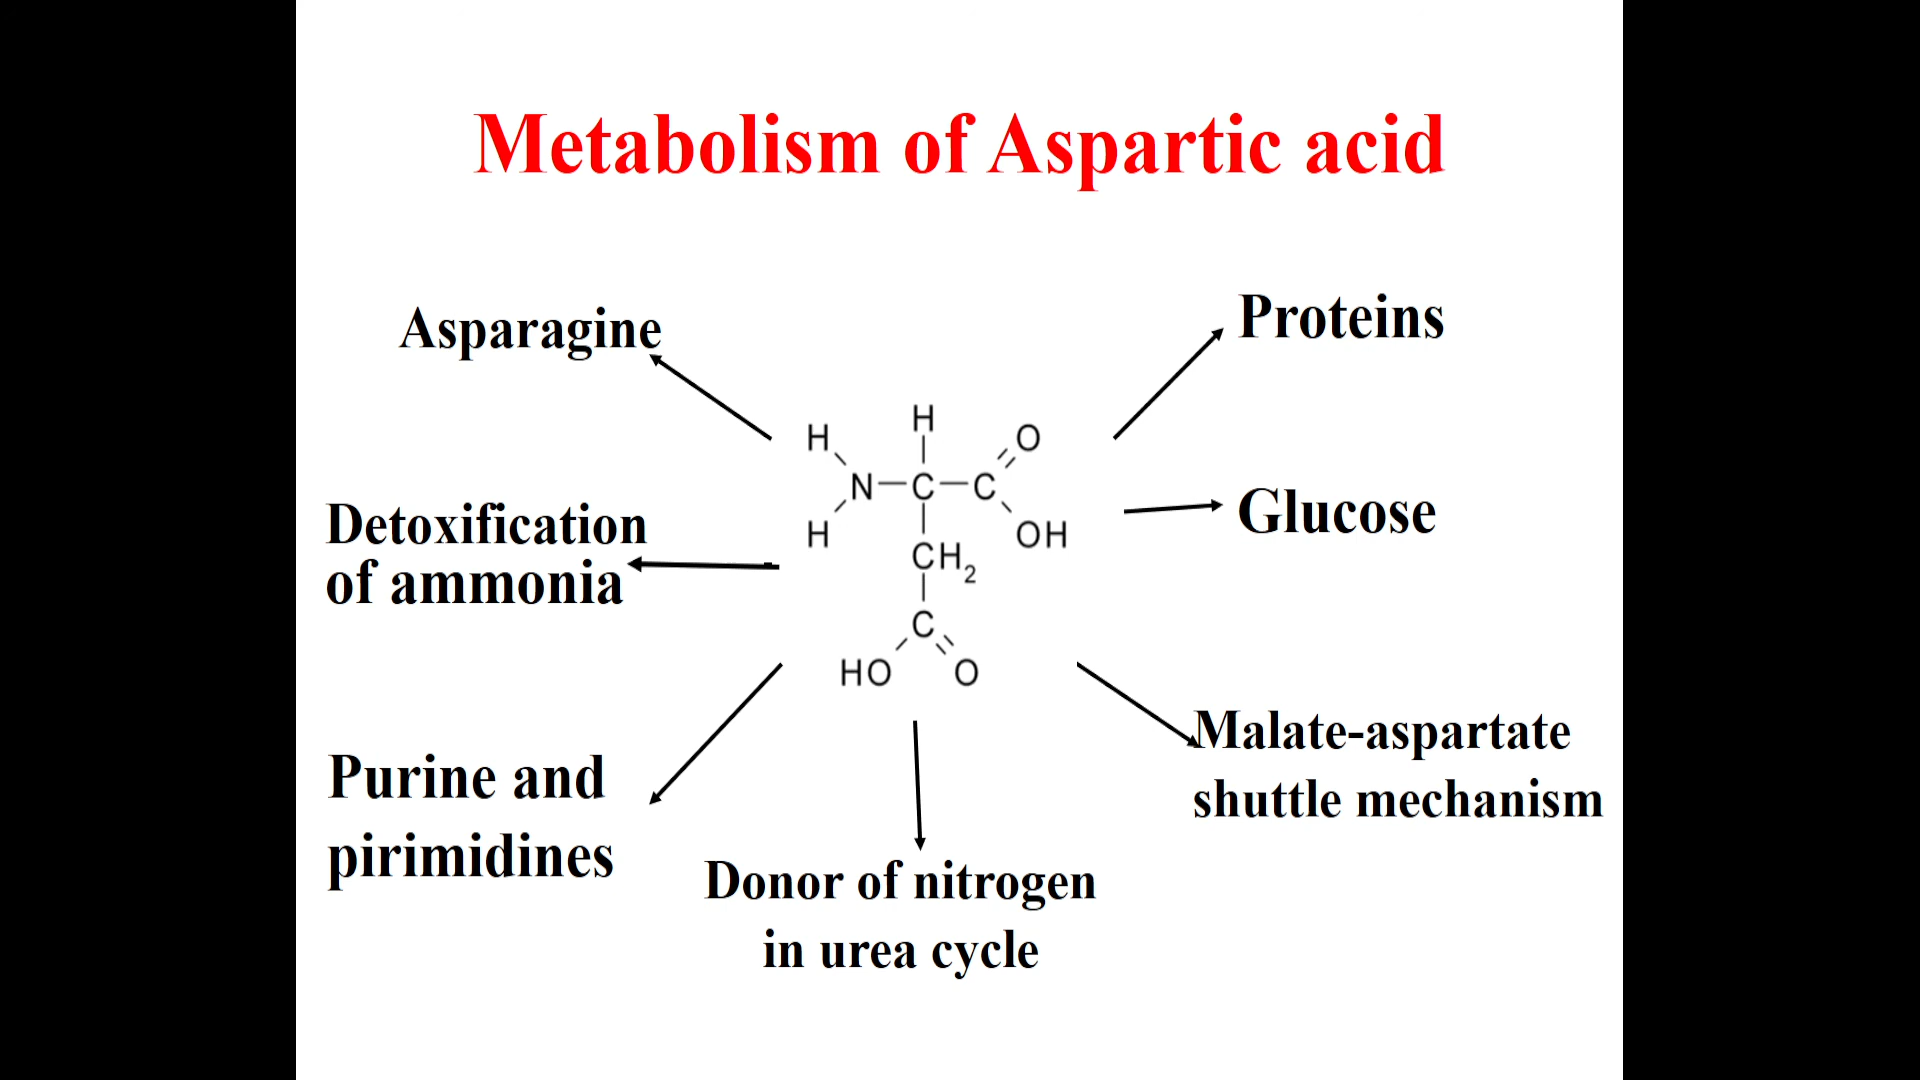 Metabolism of Aspartic acid
Asparagine
Proteins
H
H
O
N C C
H
OH
CH2
C
HO
O
Detoxification
of ammonia
Glucose
Purine and
pirimidines
Malate-aspartate
shuttle mechanism
Donor of nitrogen
in urea cycle